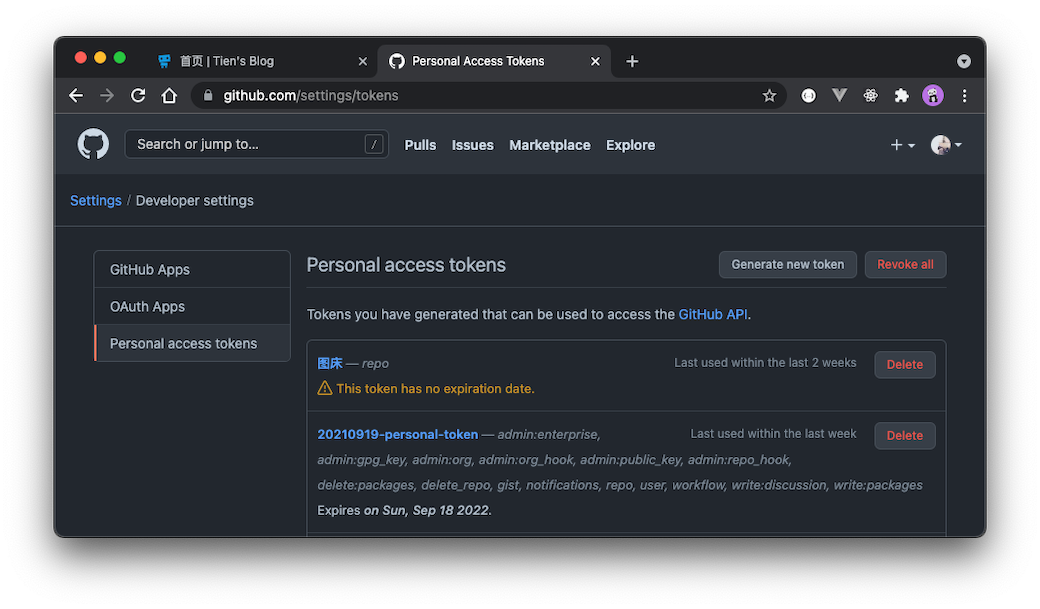 首页 | Tien's Blog
Personal Access Tokens
github.com/settings/tokens
Search or jump to...
/
Pulls Issues Marketplace Explore
Settings / Developer settings
GitHub Apps
OAuth Apps
Personal access tokens
Personal access tokens
Generate new token
Revoke all
Tokens you have generated that can be used to access the GitHub API.
图床 — repo
Last used within the last 2 weeks
Delete
This token has no expiration date.
20210919-personal-token — admin:enterprise,
Last used within the last week
Delete
admin:gpg_key, admin:org, admin:org_hook, admin:public_key, admin:repo_hook,
delete:packages, delete_repo, gist, notifications, repo, user, workflow, write:discussion, write:packages
Expires on Sun, Sep 18 2022.